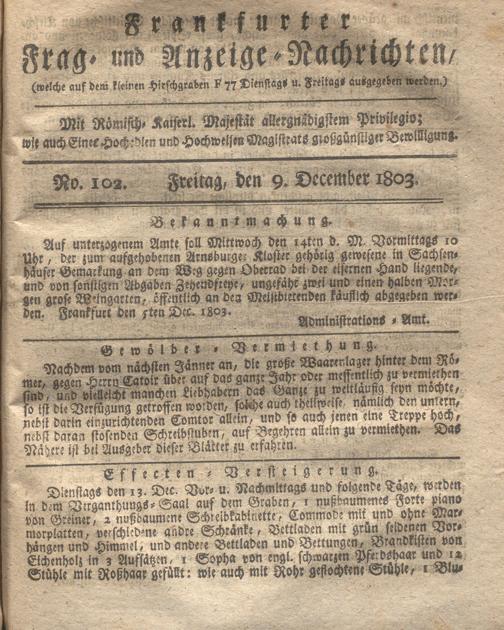 Frankfurter
Frag- und Anzeige-Nachrichten,
(welche auf dem kleinen Hirschgraben F 77 Dienstags u. Freitags ausgegeben werden.)
Mit Römisch- Kaiserl. Majestät allergnädigstem Privilegio;
wie auch Eines Hoch-dlen und Hochweisen Magistrats großgünstiger Bewilligung.
No. 102. Freitag, den 9. December 1803.
Bekanntmachung.
Auf unterzogenem Amte soll Mittwoch den 14ten d. M. Vormittags 10
Uhr, der zum aufgehobenen Arnsburger Kloster gehörig gewesene in Sachsen-
häuser Gemarkung an dem Weg gegen Oberrad bei der eisernen Hand liegende,
und von sonstigen Abgaben Zehendfreye, ungefähr zwei und einen halben Mor-
gen große Weingarten, öffentlich an den Meistbietenden käuflich abgegeben wer-
den. Frankfurt den 5ten Dec. 1803.
Administrations-Amt.
Gewölber-Vermiethung.
Nachdem vom nächsten Jänner an, die große Waarenlager hinter dem Rö-
mer, gegen Herrn Catoir über auf das ganze Jahr oder messentlich zu vermiethen
sind, und vielleicht manchen Liebhabern das Ganze zu weitläufig seyn möchte,
so ist die Verfügung getroffen worden, solche auch theilweise, nämlich den untern,
nebst darin einzurichtenden Comtor allein, und so auch jenen eine Treppe hoch,
nebst daran stosenden Schreibstuben, auf Begehren allein zu vermiethen. Das
Nähere ist bei Ausgeber dieser Blätter zu erfahren.
Effecten-Versteigerung.
Dienstags den 13. Dec. Vor- u. Nachmittags und folgende Tage, werden
in dem Verganthungs-Saal auf dem Graben, 1 nußbaumenes Forte piano
von Greiner, 2 nußbaumene Schreibkabinette, Commode mit und ohne Mar-
morplatten, verschiedene andre Schränke, Bettladen mit grün seidenen Vor-
hängen und Himmel, und andere Bettladen und Bettungen, Brandkisten von
Eichenholz in 3 Aufsätzen, 1 Sopha von engl. schwarzen Pferdshaar und 12
Stühle mit Roßhaar gefüllt: wie auch mit Rohr geflochtene Stühle, 1 Blu-